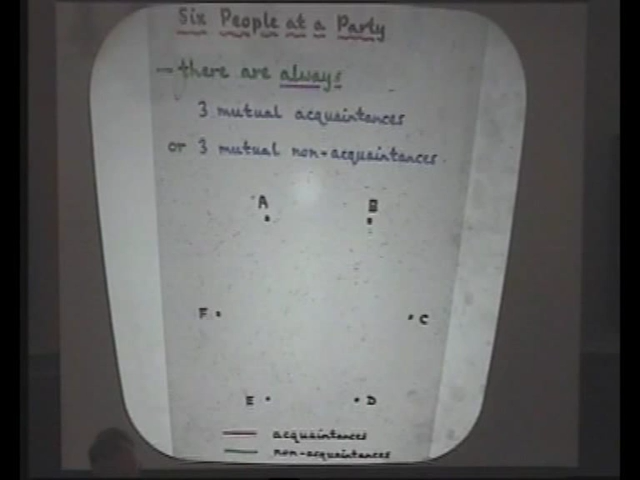 Six People at a Party
— there are always
3 mutual acquaintances
or 3 mutual non-acquaintances.
A B
F C
E D
acquaintances
non-acquaintances